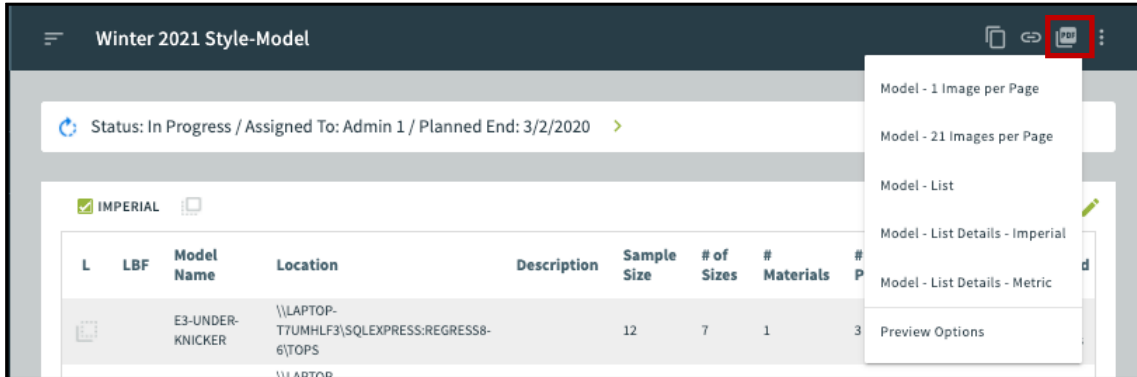 Winter 2021 Style-Model
PDF
Model - 1 Image per Page
Model - 21 Images per Page
Model - List
Model - List Details - Imperial
Model - List Details - Metric
Preview Options
Status: In Progress / Assigned To: Admin 1 / Planned End: 3/2/2020 >
IMPERIAL
L LBF Model Name Location Description Sample Size # of Sizes # Materials #
E3-UNDER-
KNICKER
\\LAPTOP-
T7UMHLF3\SQLEXPRESS:REGRESS8-
6\TOPS
12 7 1 3
\\LAPTOP-